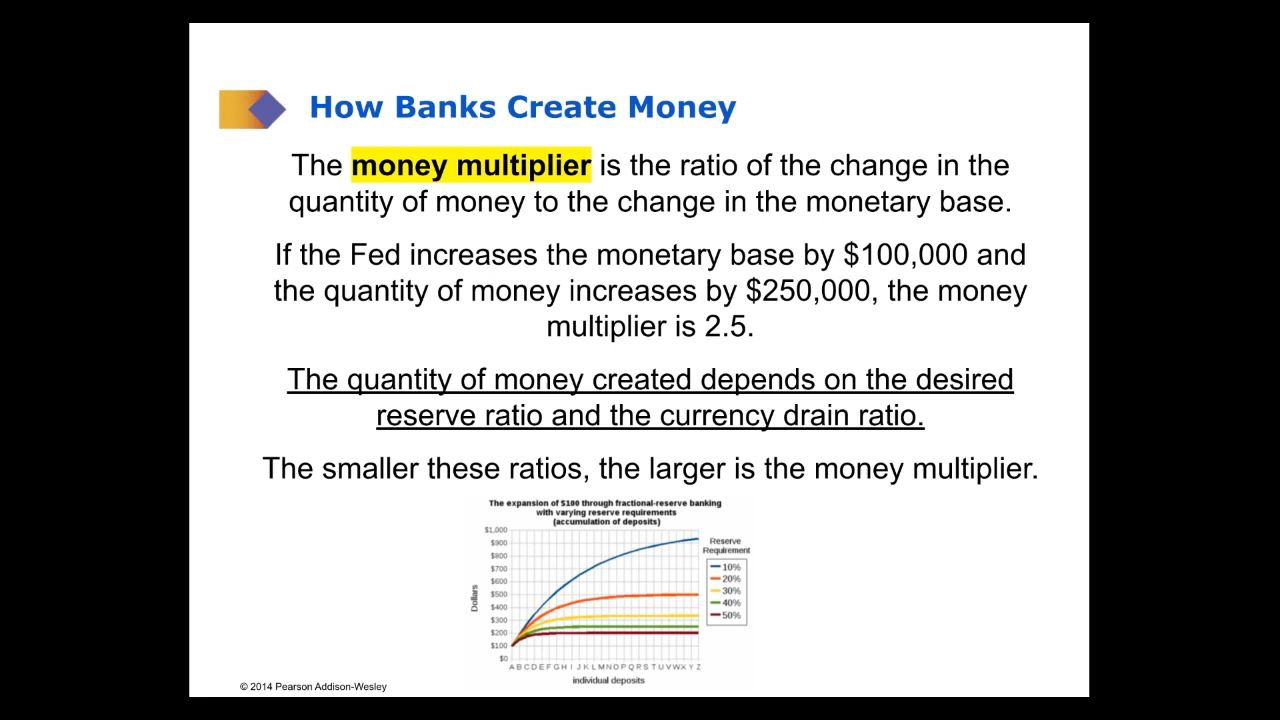 How Banks Create Money
The money multiplier is the ratio of the change in the
quantity of money to the change in the monetary base.
If the Fed increases the monetary base by $100,000 and
the quantity of money increases by $250,000, the money
multiplier is 2.5.
The quantity of money created depends on the desired
reserve ratio and the currency drain ratio.
The smaller these ratios, the larger is the money multiplier.
The expansion of $100 through fractional-reserve banking
with varying reserve requirements
(accumulation of deposits)
$1,000
$900
$800
$700
$600
$500
$400
$300
$200
$100
$0
Dollars
A B C D E F G H I J K L M N O P Q R S T U V W X Y Z
individual deposits
Reserve
Requirement
10%
20%
30%
40%
50%
© 2014 Pearson Addison-Wesley